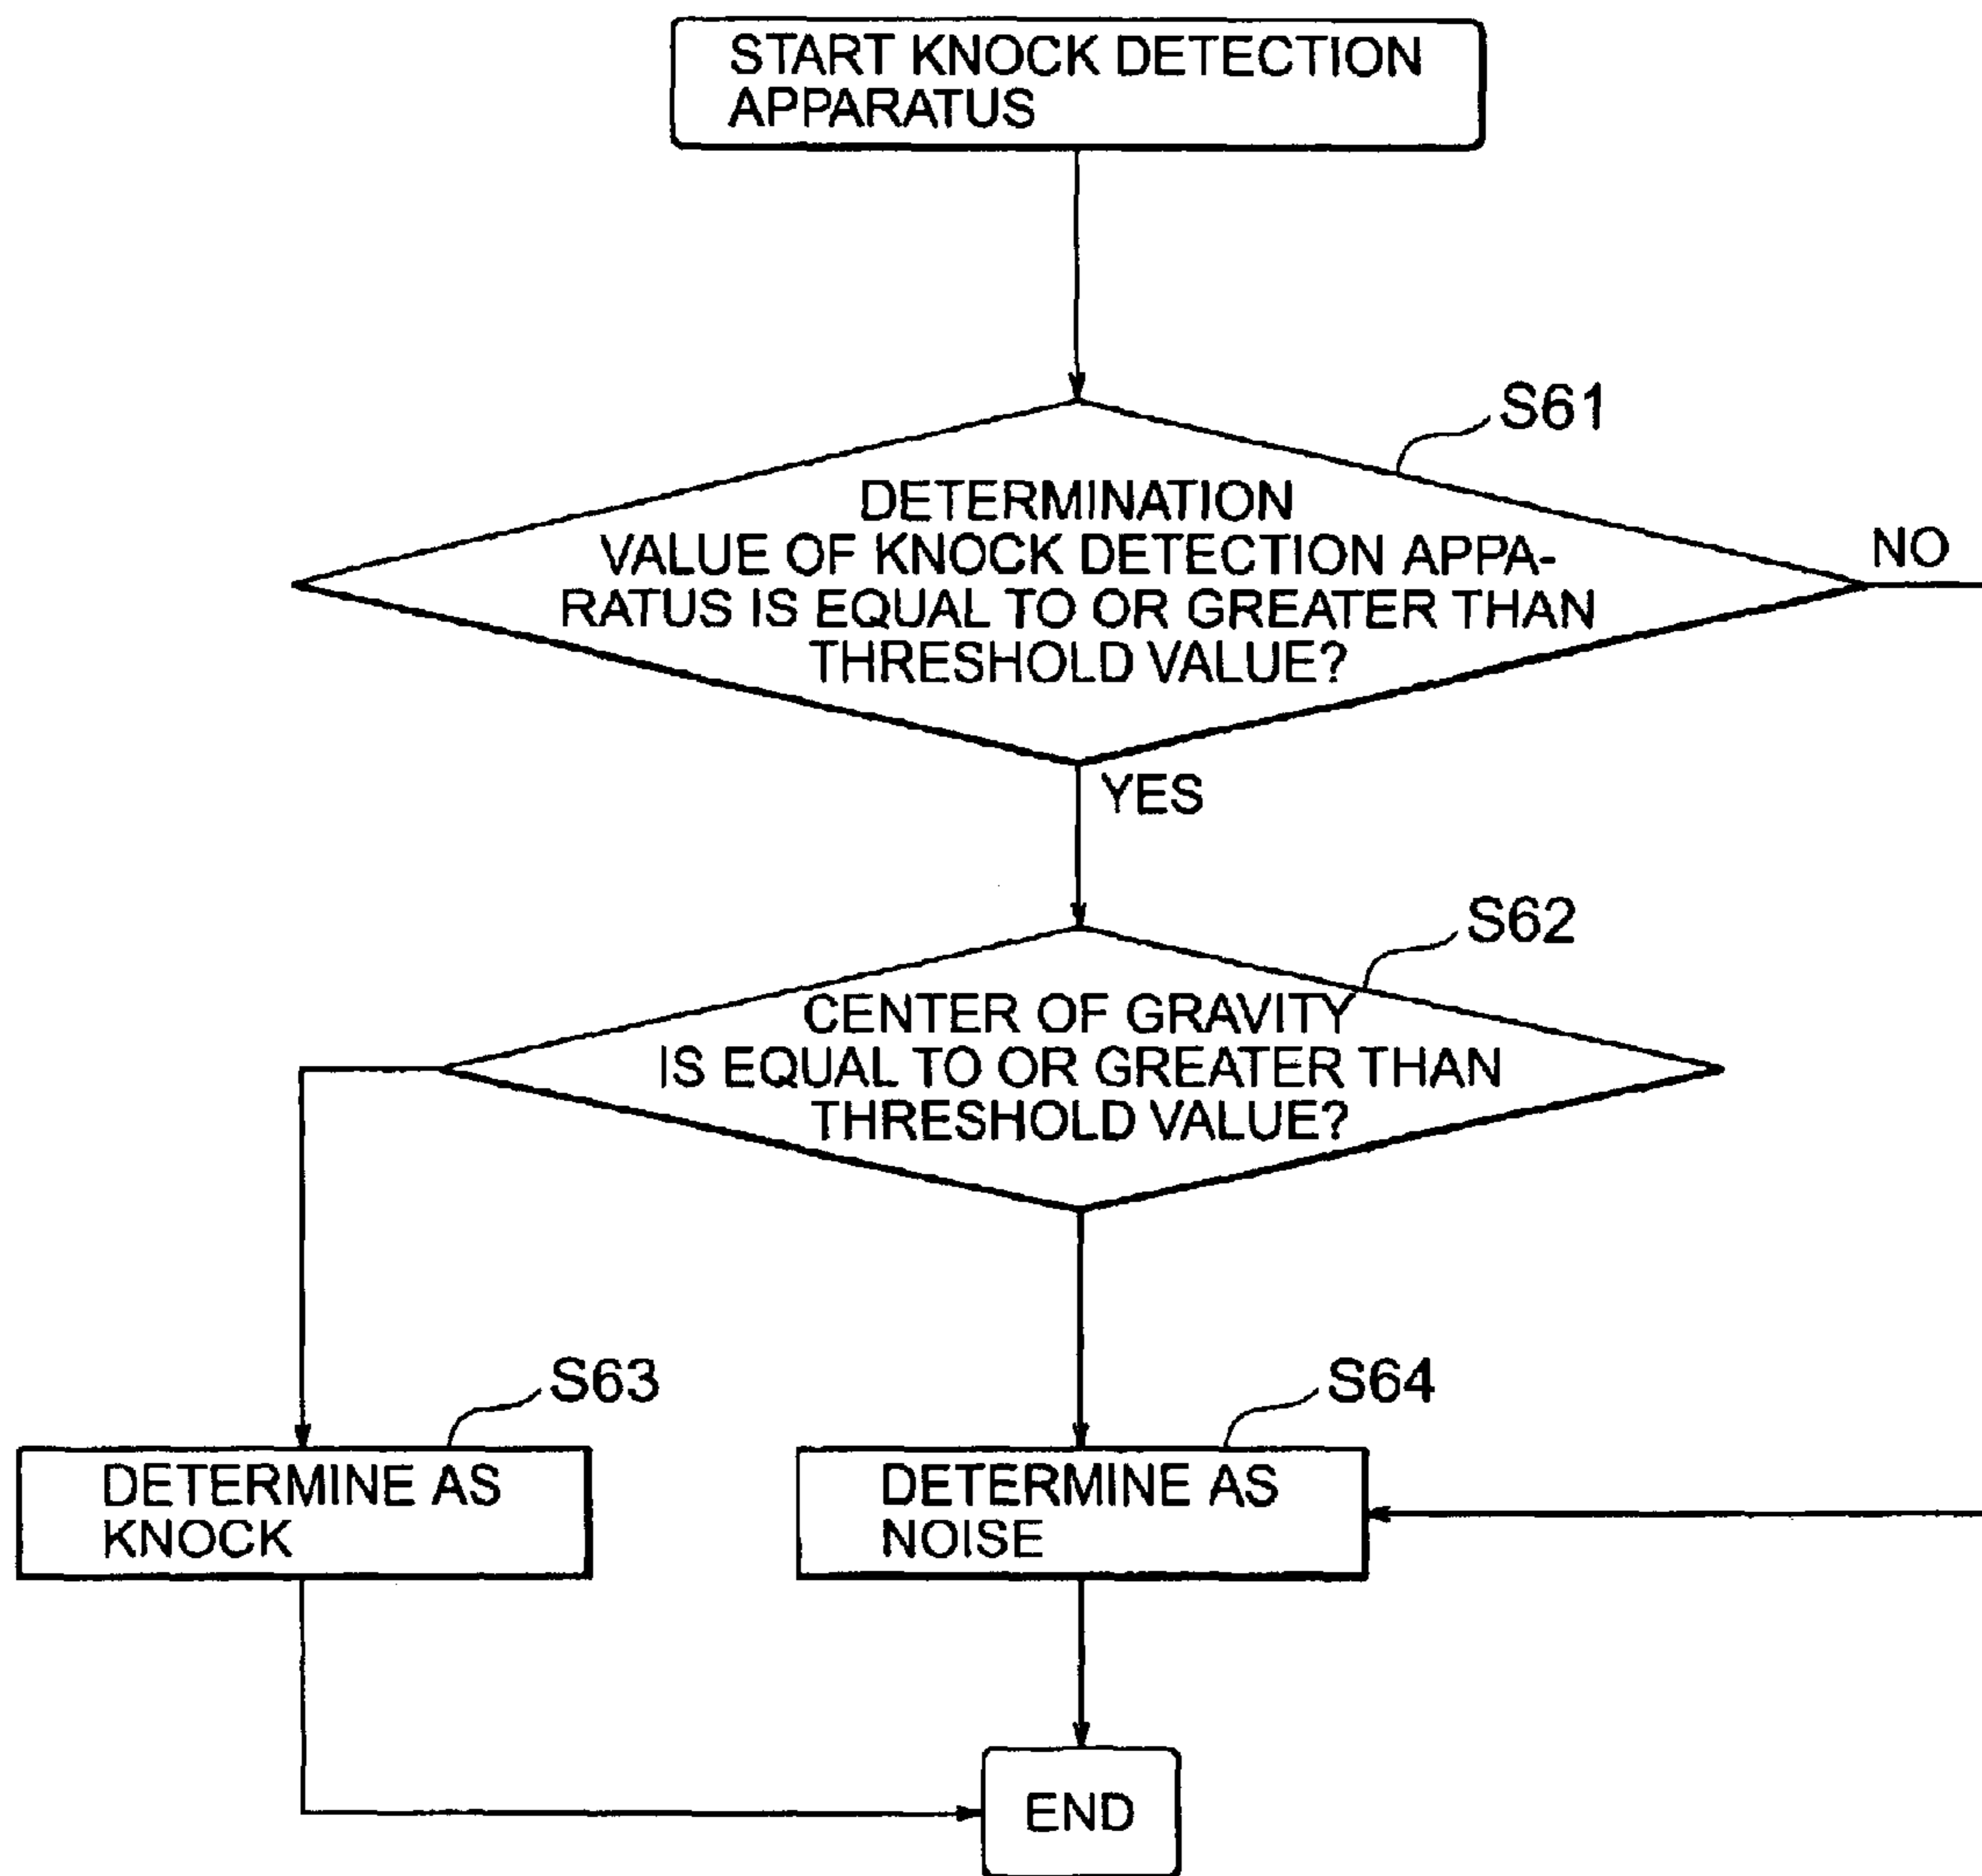 START KNOCK DETECTION
APPARATUS
S61
DETERMINATION
VALUE OF KNOCK DETECTION APPA-
RATUS IS EQUAL TO OR GREATER THAN
THRESHOLD VALUE?
NO
YES
S62
CENTER OF GRAVITY
IS EQUAL TO OR GREATER THAN
THRESHOLD VALUE?
S63
S64
DETERMINE AS
KNOCK
DETERMINE AS
NOISE
END